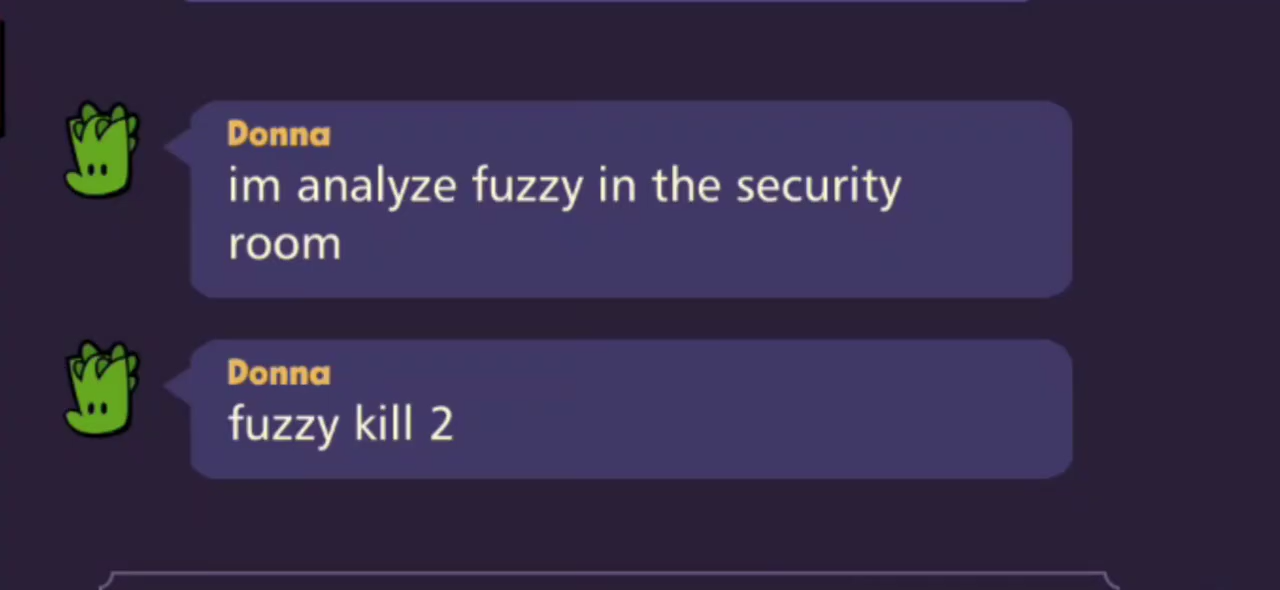 Donna
im analyze fuzzy in the security
room
Donna
fuzzy kill 2